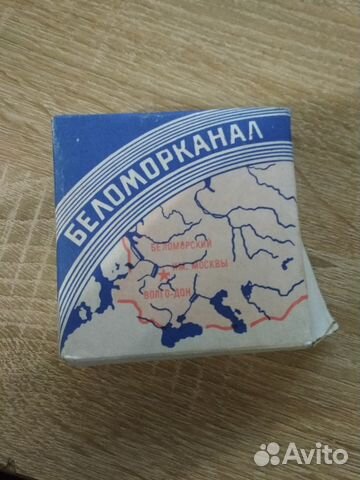 БЕЛОМОРКАНАЛ
БЕЛОМОРСКИЙ
ИМ. МОСКВЫ
ВОЛГО-ДОН
Avito